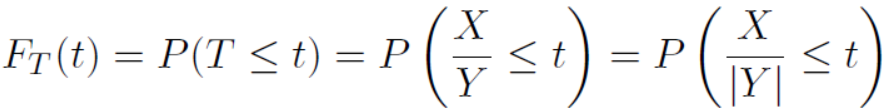 F_T(t) = P(T ≤ t) = P(X/Y ≤ t) = P(X/|Y| ≤ t)